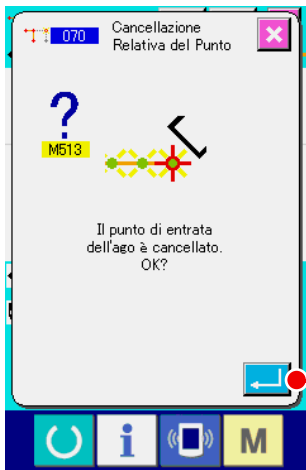 070
Cancellazione
Relativa del Punto
?
M513
Il punto di entrata
dell'ago è cancellato.
OK?
i
M